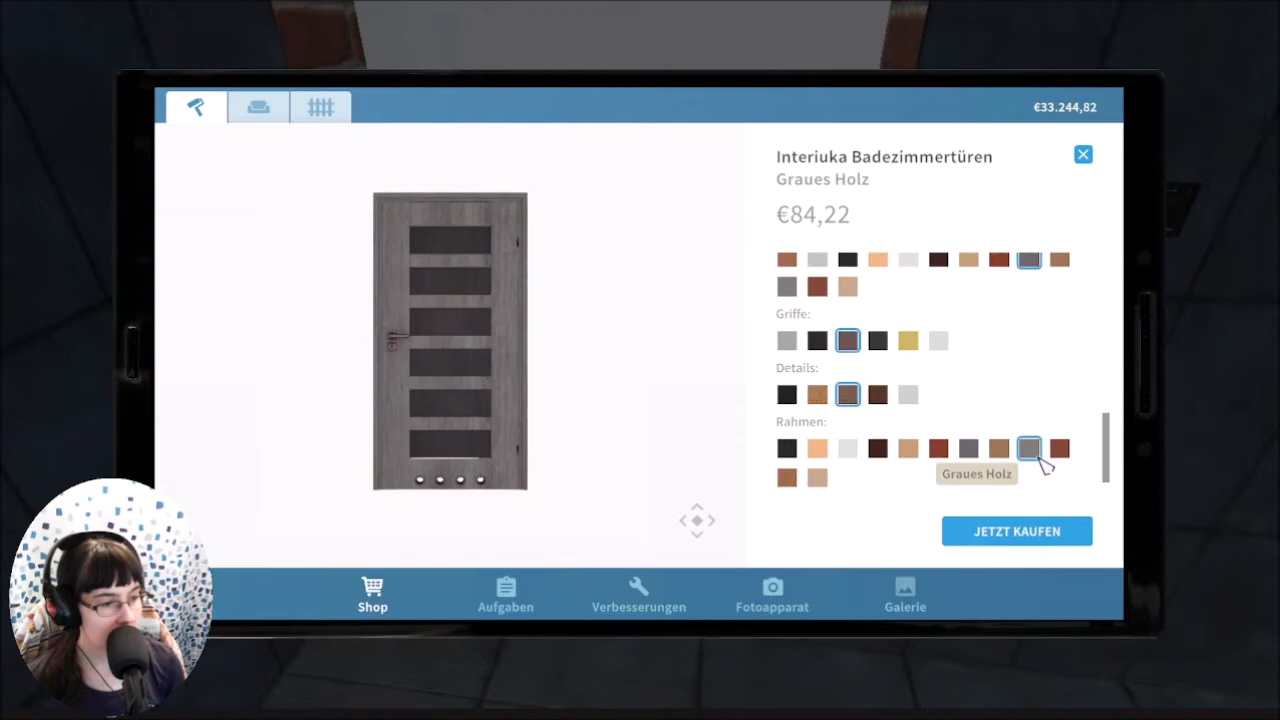 €33.244,82
Interiuka Badezimmertüren
Graues Holz
€84,22
Griffe:
Details:
Rahmen:
Graues Holz
JETZT KAUFEN
Shop
Aufgaben
Verbesserungen
Fotoapparat
Galerie